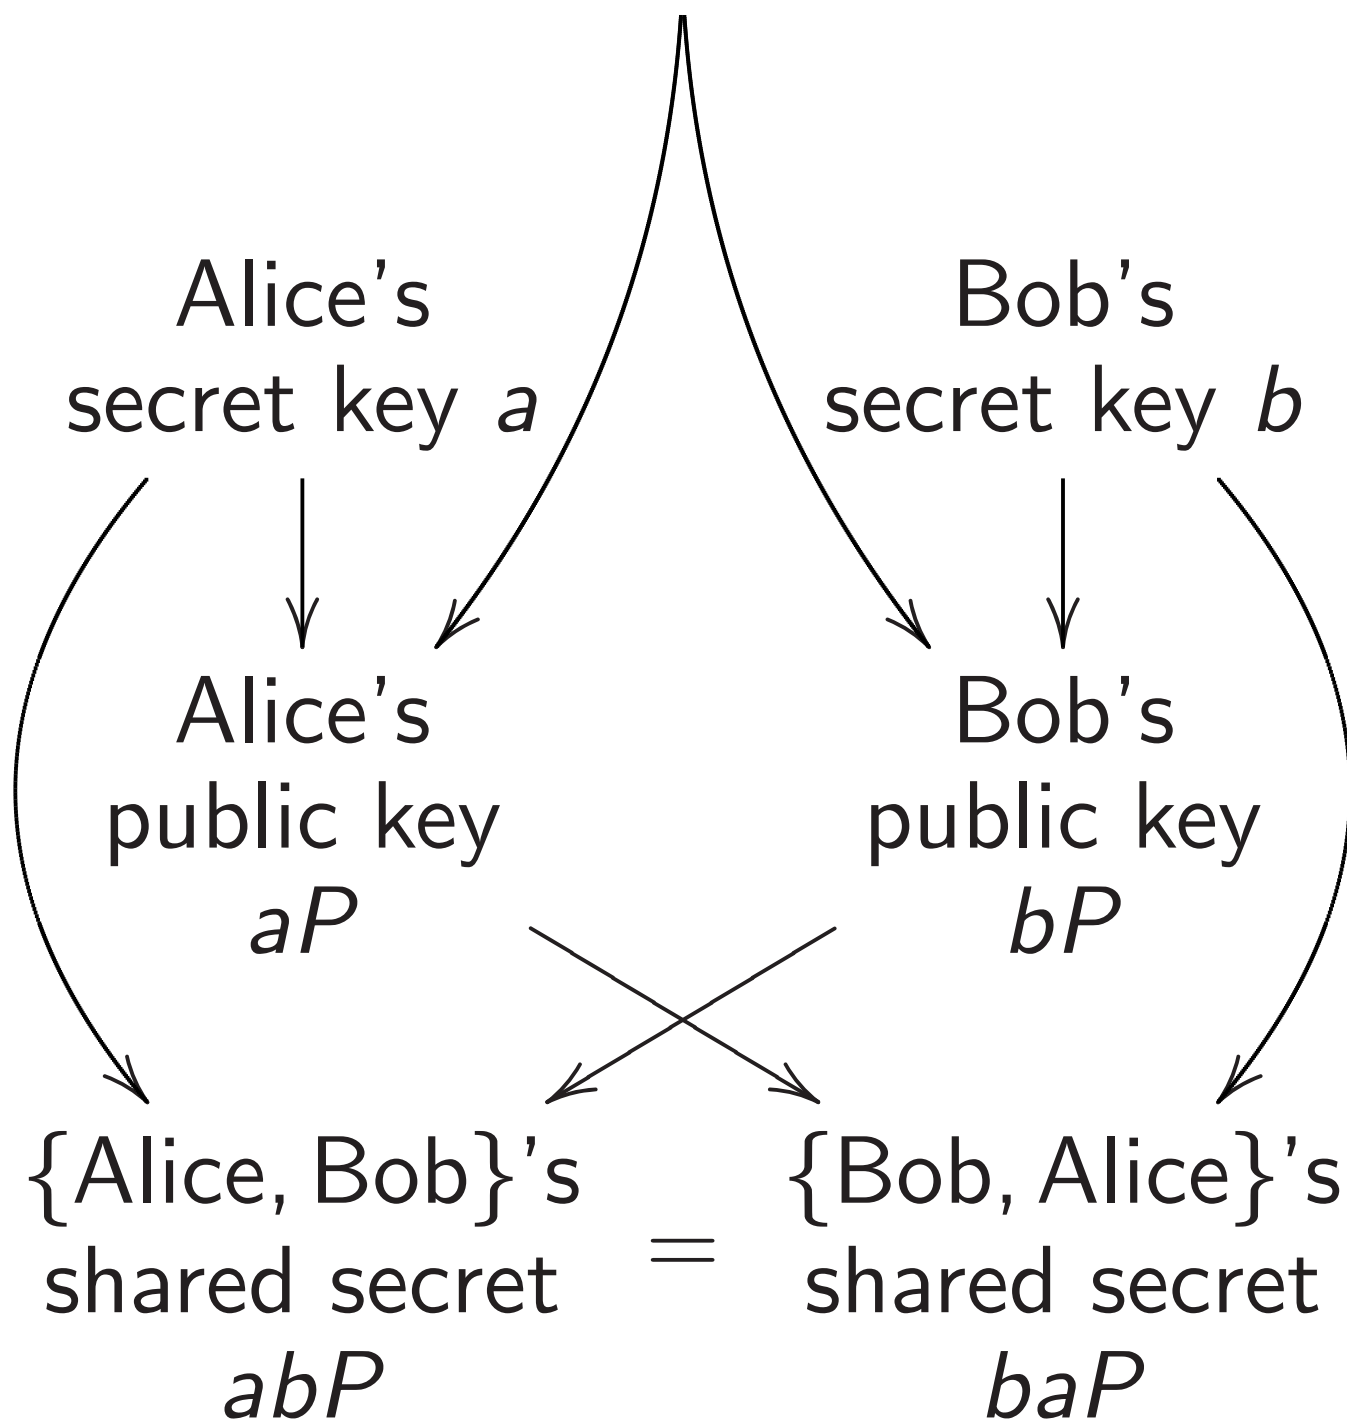 Alice's
secret key a
Bob's
secret key b
Alice's
public key
aP
Bob's
public key
bP
{Alice, Bob}'s
shared secret
abP
=
{Bob, Alice}'s
shared secret
baP